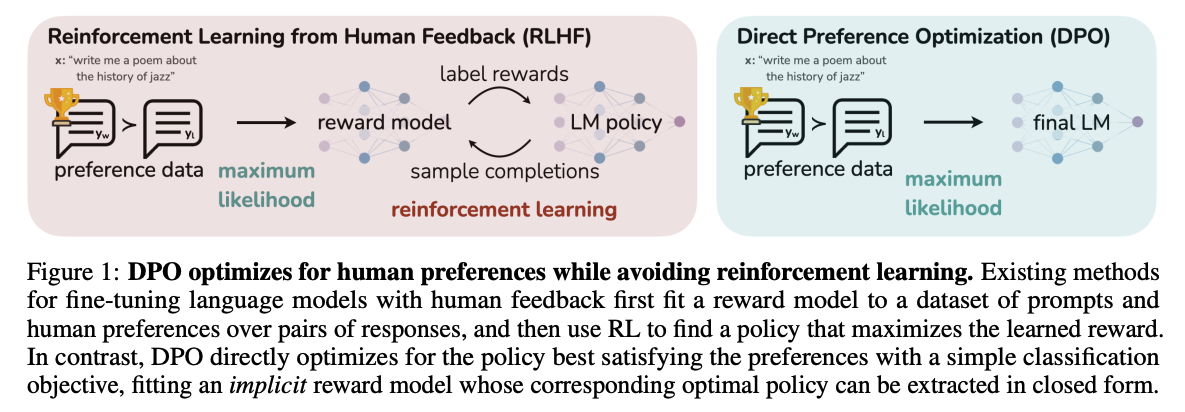 Reinforcement Learning from Human Feedback (RLHF)
x: “write me a poem about
the history of jazz”
label rewards
yw
>
yl
reward model
LM policy
preference data
maximum
likelihood
sample completions
reinforcement learning
Direct Preference Optimization (DPO)
x: “write me a poem about
the history of jazz”
yw
>
yl
final LM
preference data
maximum
likelihood
Figure 1: DPO optimizes for human preferences while avoiding reinforcement learning. Existing methods
for fine-tuning language models with human feedback first fit a reward model to a dataset of prompts and
human preferences over pairs of responses, and then use RL to find a policy that maximizes the learned reward.
In contrast, DPO directly optimizes for the policy best satisfying the preferences with a simple classification
objective, fitting an implicit reward model whose corresponding optimal policy can be extracted in closed form.